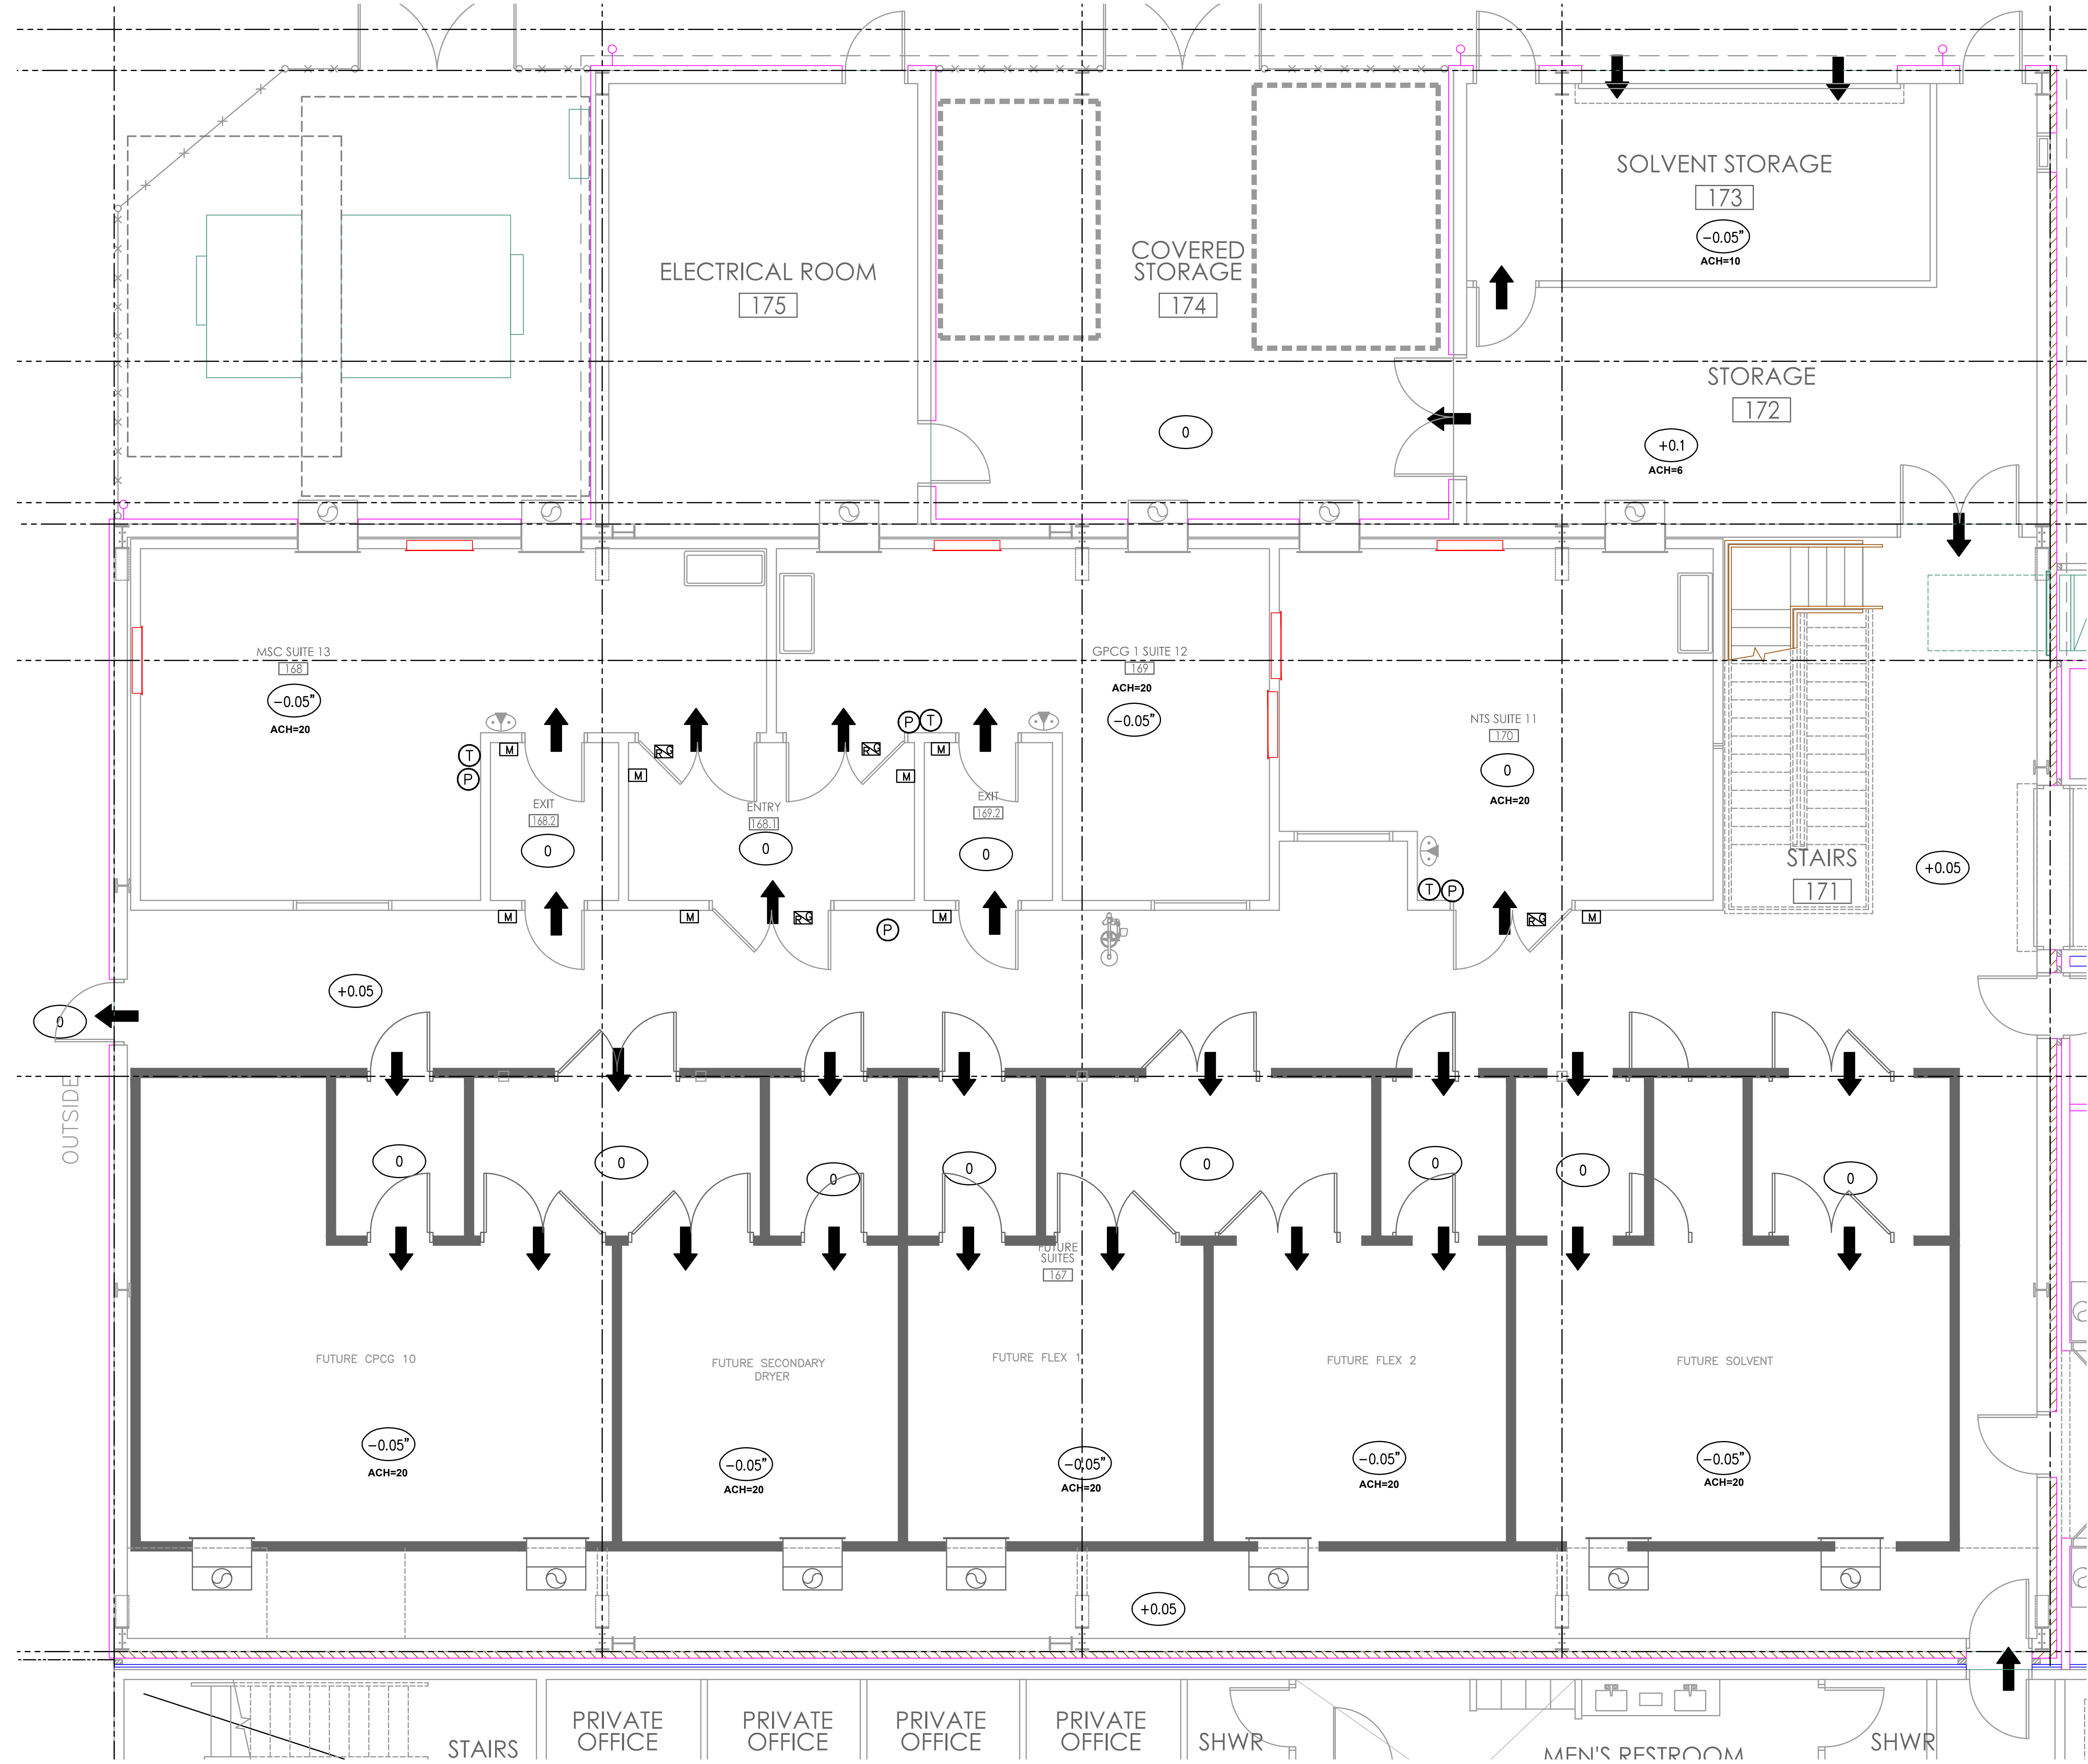 SOLVENT STORAGE
173
−0.05"
ACH=10
ELECTRICAL ROOM
175
COVERED
STORAGE
174
0
STORAGE
172
+0.1
ACH=6
MSC SUITE 13
168
−0.05"
ACH=20
GPCG 1 SUITE 12
169
ACH=20
−0.05"
NTS SUITE 11
170
0
ACH=20
P T
T
P
M
M
M
M
RG
RG
EXIT
168.2
0
ENTRY
168.1
0
EXIT
169.2
0
STAIRS
171
+0.05
T P
M
M
RG
M
P
RG
M
+0.05
0
OUTSIDE
0
0
0
0
0
0
0
0
FUTURE
SUITES
167
FUTURE CPCG 10
−0.05"
ACH=20
FUTURE SECONDARY
DRYER
−0.05"
ACH=20
FUTURE FLEX 1
−0.05"
ACH=20
FUTURE FLEX 2
−0.05"
ACH=20
FUTURE SOLVENT
−0.05"
ACH=20
+0.05
STAIRS
PRIVATE
OFFICE
PRIVATE
OFFICE
PRIVATE
OFFICE
PRIVATE
OFFICE
SHWR
MEN'S RESTROOM
SHWR